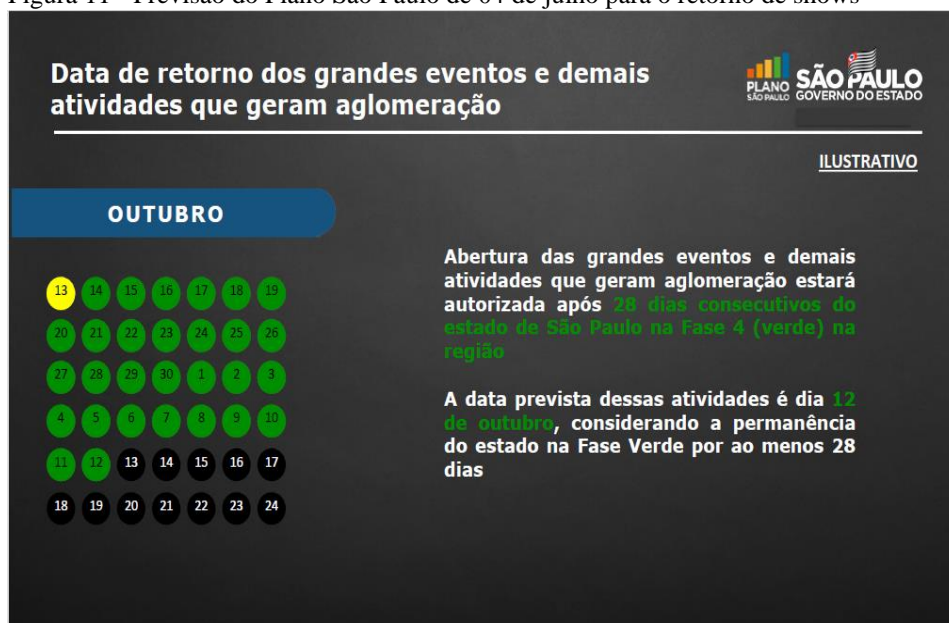 Figura 11 - Previsão do Plano São Paulo de 04 de julho para o retorno de shows
Data de retorno dos grandes eventos e demais
atividades que geram aglomeração
PLANO
SÃO PAULO
SÃO PAULO
GOVERNO DO ESTADO
ILUSTRATIVO
OUTUBRO
13 14 15 16 17 18 19
20 21 22 23 24 25 26
27 28 29 30 1 2 3
4 5 6 7 8 9 10
11 12 13 14 15 16 17
18 19 20 21 22 23 24
Abertura das grandes eventos e demais
atividades que geram aglomeração estará
autorizada após 28 dias consecutivos do
estado de São Paulo na Fase 4 (verde) na
região
A data prevista dessas atividades é dia 12
de outubro, considerando a permanência
do estado na Fase Verde por ao menos 28
dias